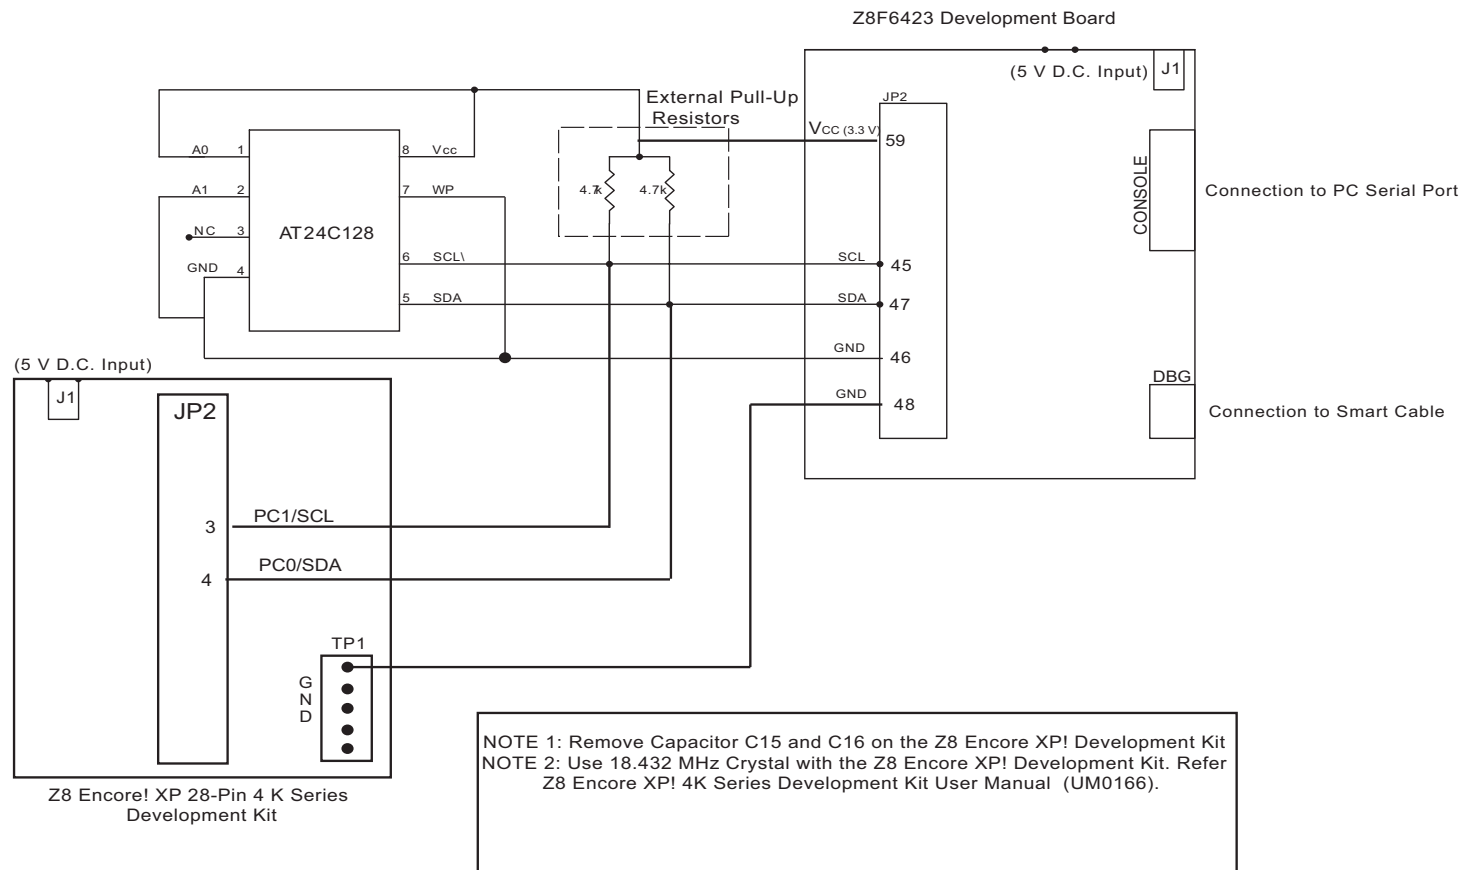 Z8F6423 Development Board
(5 V D.C. Input)
J1
External Pull-Up
Resistors
JP2
VCC (3.3 V)
59
A0 1
8 Vcc
A1 2
7 WP
4.7k
4.7k
CONSOLE
Connection to PC Serial Port
NC 3
AT24C128
6 SCL\
SCL
45
GND 4
5 SDA
SDA
47
GND
46
(5 V D.C. Input)
J1
JP2
DBG
GND
48
Connection to Smart Cable
3
PC1/SCL
4
PC0/SDA
TP1
GND
NOTE 1: Remove Capacitor C15 and C16 on the Z8 Encore XP! Development Kit
NOTE 2: Use 18.432 MHz Crystal with the Z8 Encore XP! Development Kit. Refer
Z8 Encore XP! 4K Series Development Kit User Manual (UM0166).
Z8 Encore! XP 28-Pin 4 K Series
Development Kit